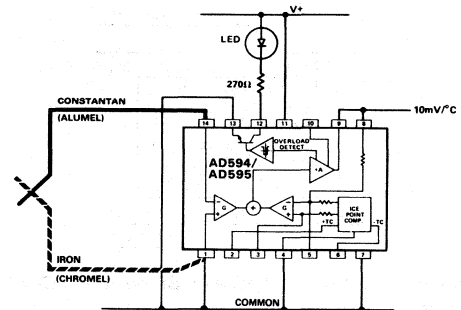 V+
LED
270Ω
CONSTANTAN
(ALUMEL)
10mV/°C
14 13 12 11 10 9 8
OVERLOAD
DETECT
AD594/
AD595
+A
-
+
G
+
G
-
+
ICE
POINT
COMP.
+TC
-TC
1 2 3 4 5 6 7
IRON
(CHROMEL)
COMMON